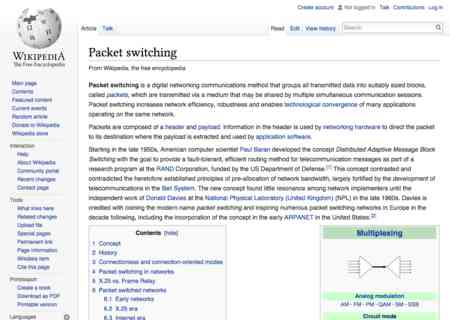 Create account Not logged in Talk Contributions Log in
Article Talk Read Edit View history Search
WIKIPEDIA
The Free Encyclopedia
Main page
Contents
Featured content
Current events
Random article
Donate to Wikipedia
Wikipedia store
Interaction
Help
About Wikipedia
Community portal
Recent changes
Contact page
Tools
What links here
Related changes
Upload file
Special pages
Permanent link
Page information
Wikidata item
Cite this page
Print/export
Create a book
Download as PDF
Printable version
Languages
Packet switching
From Wikipedia, the free encyclopedia
Packet switching is a digital networking communications method that groups all transmitted data into suitably sized blocks,
called packets, which are transmitted via a medium that may be shared by multiple simultaneous communication sessions.
Packet switching increases network efficiency, robustness and enables technological convergence of many applications
operating on the same network.
Packets are composed of a header and payload. Information in the header is used by networking hardware to direct the packet
to its destination where the payload is extracted and used by application software.
Starting in the late 1950s, American computer scientist Paul Baran developed the concept Distributed Adaptive Message Block
Switching with the goal to provide a fault-tolerant, efficient routing method for telecommunication messages as part of a
research program at the RAND Corporation, funded by the US Department of Defense.[1] This concept contrasted and
contradicted the heretofore established principles of pre-allocation of network bandwidth, largely fortified by the development of
telecommunications in the Bell System. The new concept found little resonance among network implementers until the
independent work of Donald Davies at the National Physical Laboratory (United Kingdom) (NPL) in the late 1960s. Davies is
credited with coining the modern name packet switching and inspiring numerous packet switching networks in Europe in the
decade following, including the incorporation of the concept in the early ARPANET in the United States.[2]
Contents [hide]
1 Concept
2 History
3 Connectionless and connection-oriented modes
4 Packet switching in networks
5 X.25 vs. Frame Relay
6 Packet switched networks
6.1 Early networks
6.2 X.25 era
6.3 Internet era
Multiplexing
Analog modulation
AM · FM · PM · QAM · SM · SSB
Circuit mode